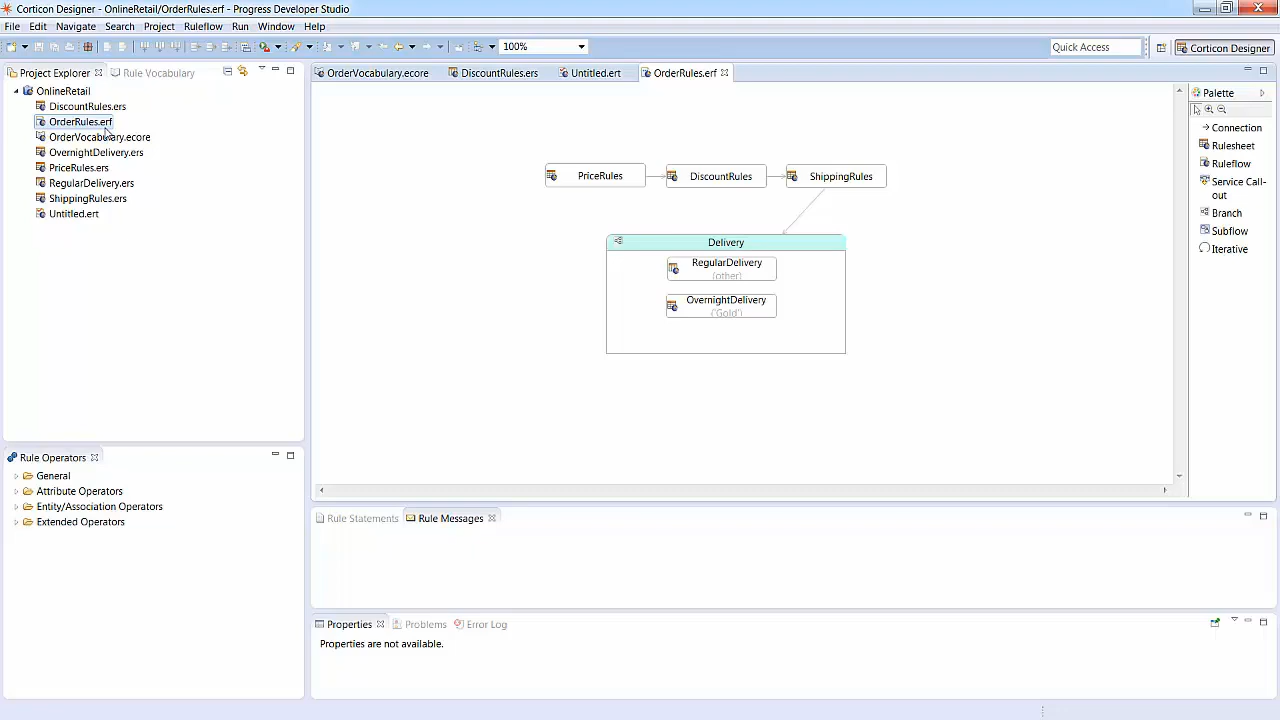 Corticon Designer - OnlineRetail/OrderRules.erf - Progress Developer Studio
File Edit Navigate Search Project Ruleflow Run Window Help
100% Quick Access Corticon Designer
Project Explorer Rule Vocabulary
OnlineRetail
DiscountRules.ers
OrderRules.erf
OrderVocabulary.ecore
OvernightDelivery.ers
PriceRules.ers
RegularDelivery.ers
ShippingRules.ers
Untitled.ert
Rule Operators
General
Attribute Operators
Entity/Association Operators
Extended Operators
OrderVocabulary.ecore DiscountRules.ers Untitled.ert OrderRules.erf
PriceRules DiscountRules ShippingRules
Delivery
RegularDelivery
{other}
OvernightDelivery
{'Gold'}
Palette
Connection
Rulesheet
Ruleflow
Service Call-
out
Branch
Subflow
Iterative
Rule Statements Rule Messages
Properties Problems Error Log
Properties are not available.